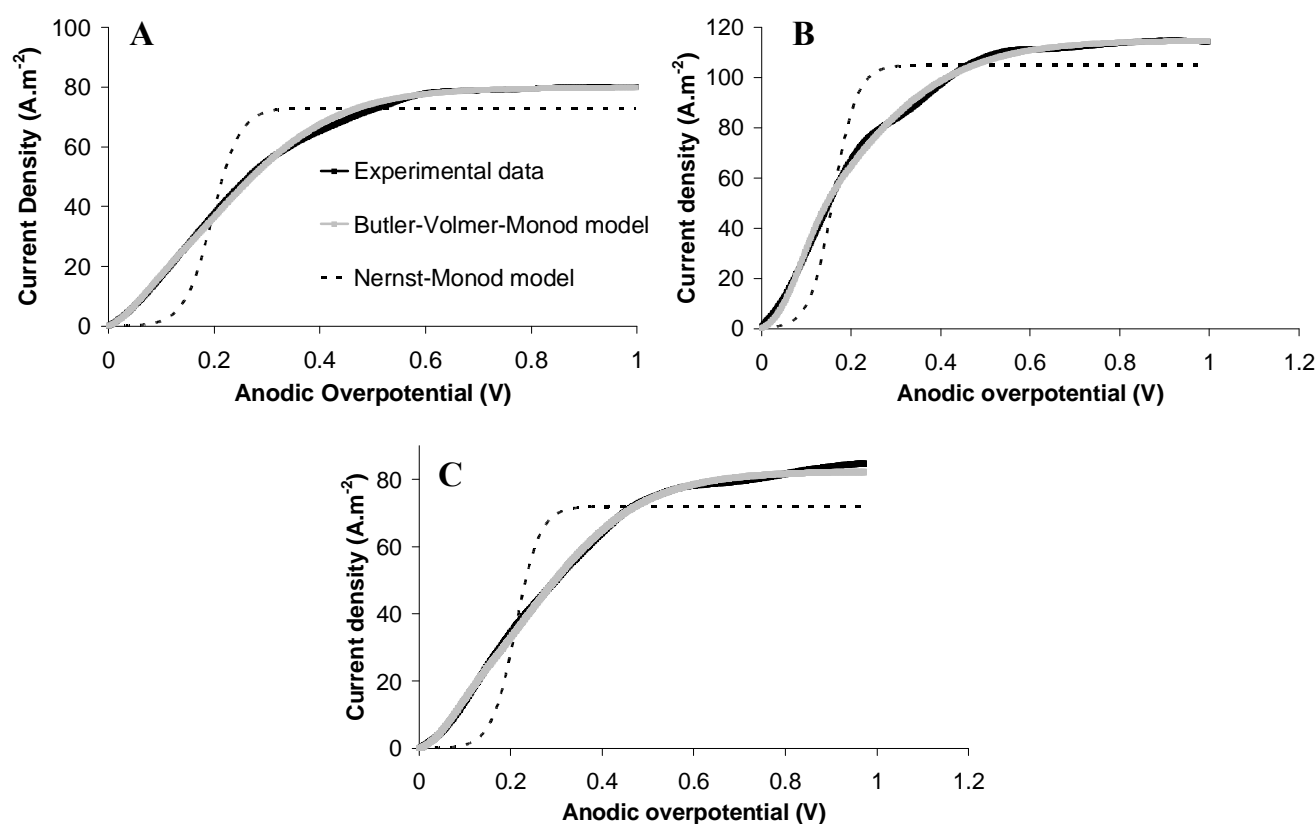 A
Current Density (A.m-2)
100
80
60
40
20
0
0 0.2 0.4 0.6 0.8 1
Anodic Overpotential (V)
Experimental data
Butler-Volmer-Monod model
Nernst-Monod model
B
Current density (A.m-2)
120
100
80
60
40
20
0
0 0.2 0.4 0.6 0.8 1 1.2
Anodic overpotential (V)
C
Current density (A.m-2)
80
60
40
20
0
0 0.2 0.4 0.6 0.8 1 1.2
Anodic overpotential (V)